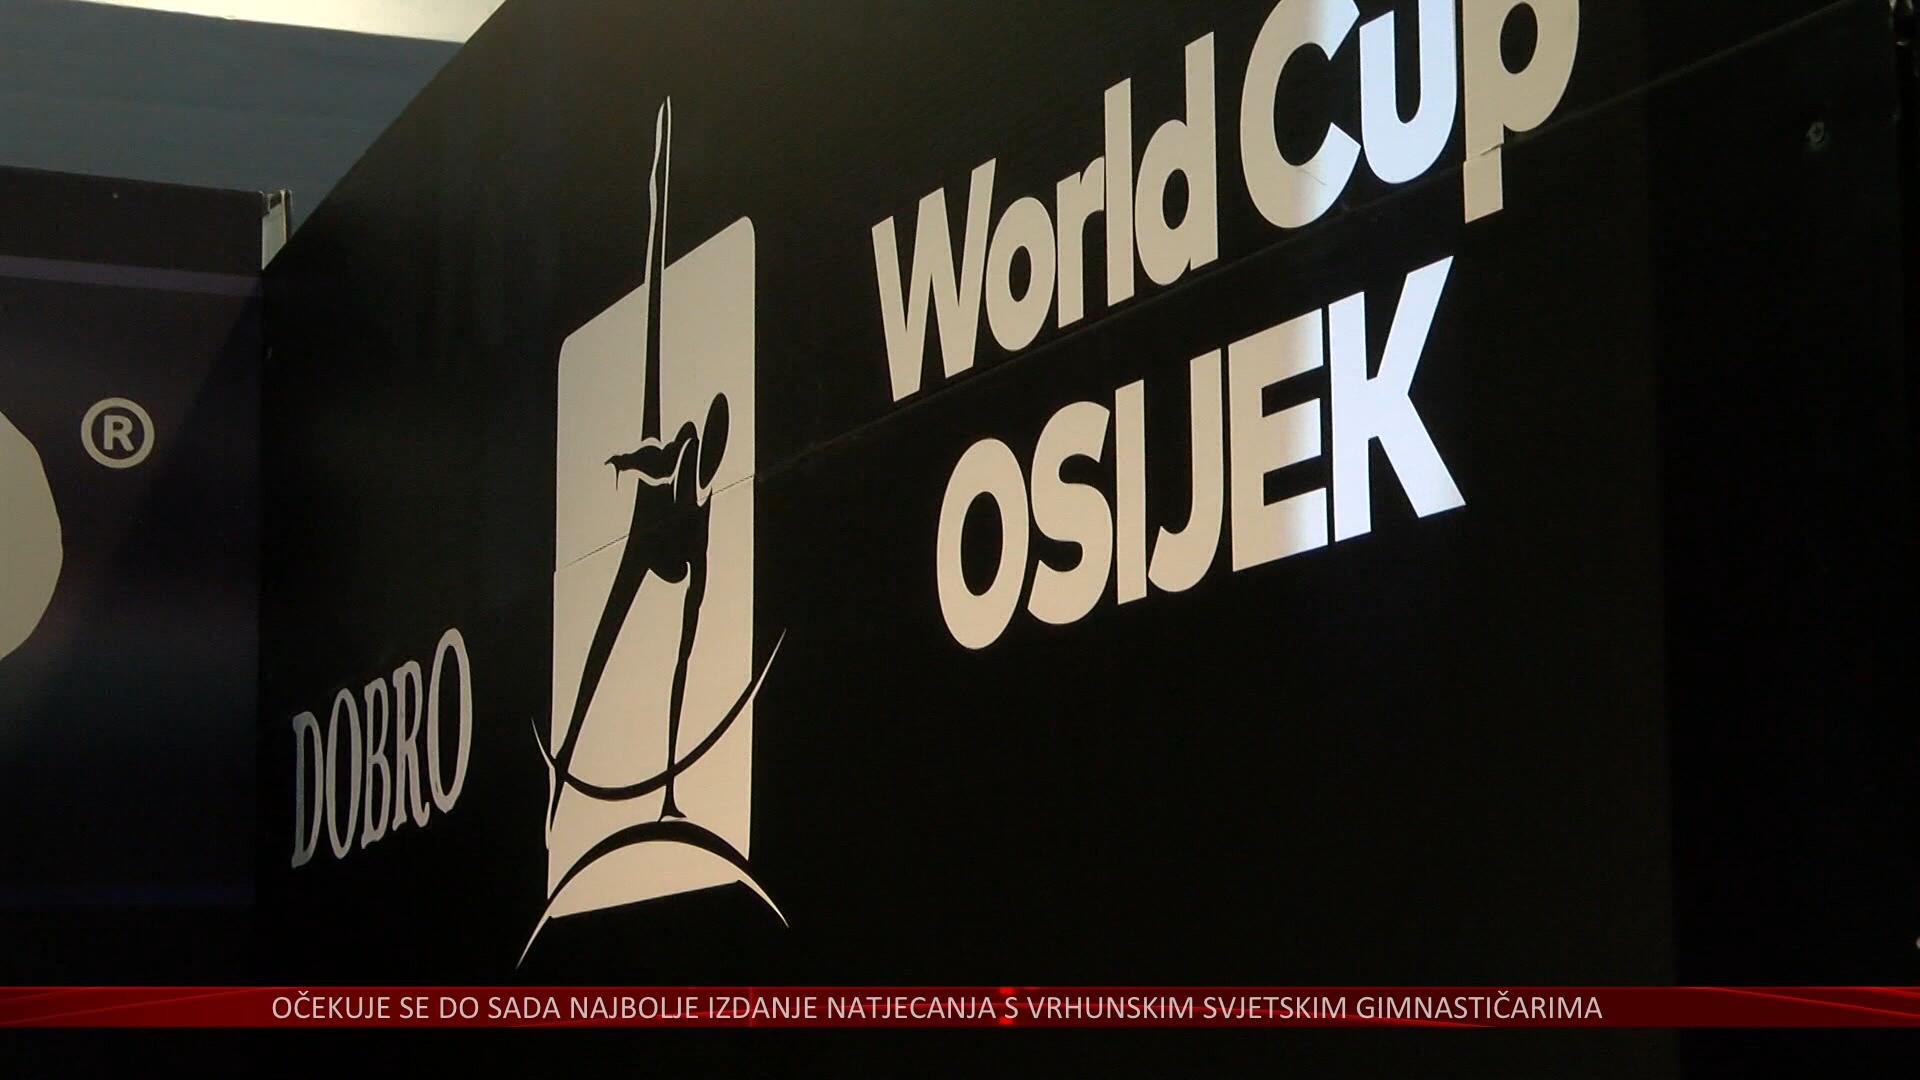 World Cup
OSIJEK
®
DOBRO
OČEKUJE SE DO SADA NAJBOLJE IZDANJE NATJECANJA S VRHUNSKIM SVJETSKIM GIMNASTIČARIMA